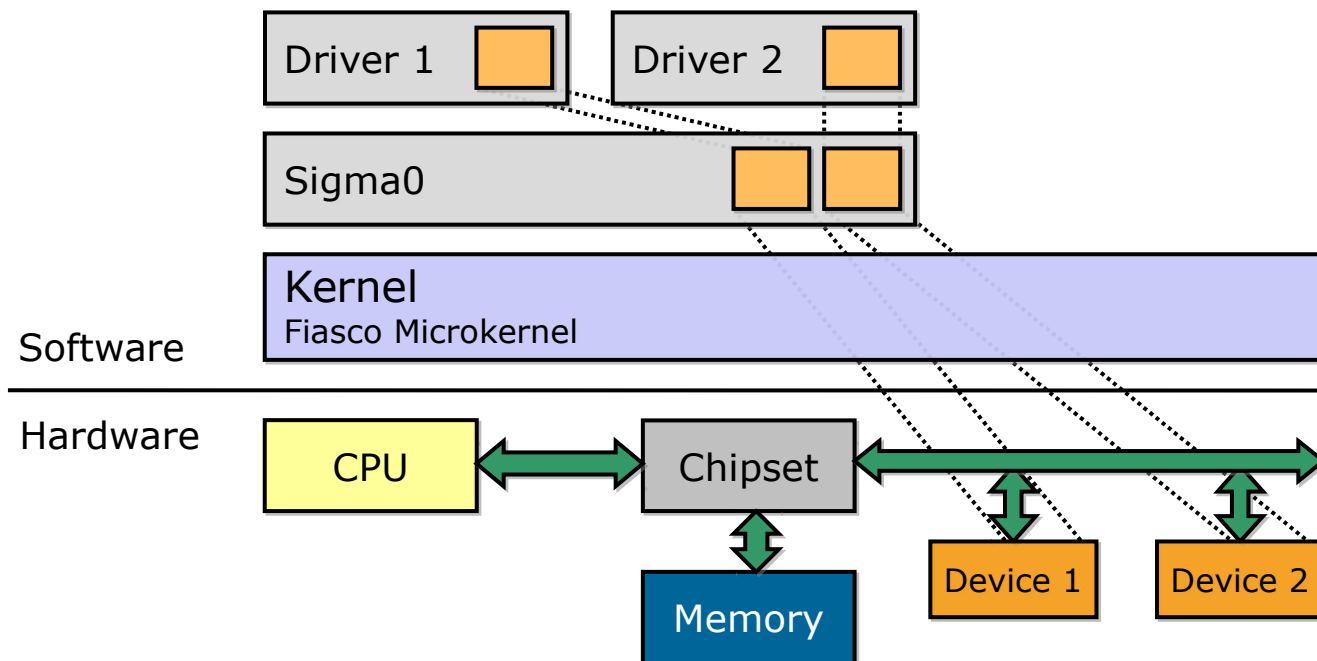 Driver 1
Driver 2
Sigma0
Kernel
Fiasco Microkernel
Software
Hardware
CPU
Chipset
Device 1
Device 2
Memory